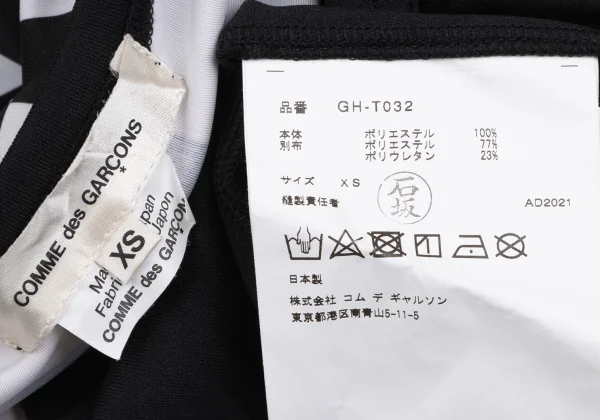 COMME des GARÇONS
*
XS
Made in Japan
Fabric Japon
COMME des GARÇON
品番 GH-T032
本体 ポリエステル 100%
別布 ポリエステル 77%
ポリウレタン 23%
サイズ XS
縫製責任者 石坂 AD2021
日本製
株式会社 コム デ ギャルソン
東京都港区南青山5-11-5